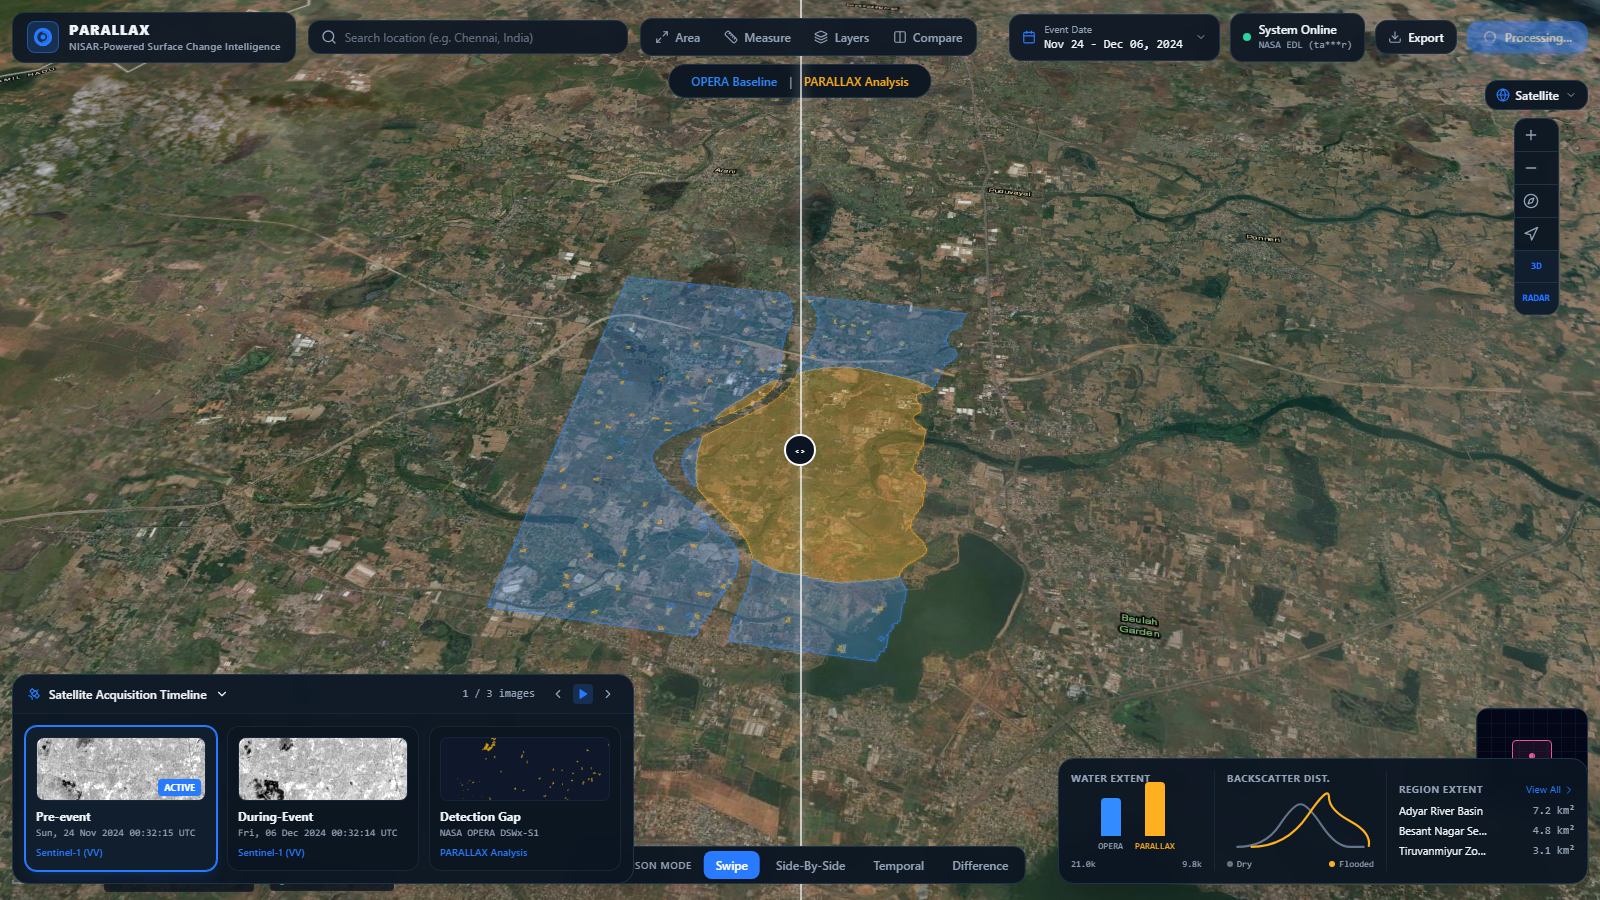 PARALLAX
NISAR-Powered Surface Change Intelligence
Search location (e.g. Chennai, India)
Area
Measure
Layers
Compare
Event Date
Nov 24 - Dec 06, 2024
System Online
NASA EDL (ta***r)
Export
Processing...
OPERA Baseline | PARALLAX Analysis
Satellite
3D
RADAR
Arani
Puduvayal
Ponneri
Beulah
Garden
Satellite Acquisition Timeline
1 / 3 images
ACTIVE
Pre-event
Sun, 24 Nov 2024 00:32:15 UTC
Sentinel-1 (VV)
During-Event
Fri, 06 Dec 2024 00:32:14 UTC
Sentinel-1 (VV)
Detection Gap
NASA OPERA DSWx-S1
PARALLAX Analysis
SON MODE
Swipe
Side-By-Side
Temporal
Difference
WATER EXTENT
OPERA
PARALLAX
21.0k
9.8k
BACKSCATTER DIST.
Dry
Flooded
REGION EXTENT
View All
Adyar River Basin 7.2 km²
Besant Nagar Se... 4.8 km²
Tiruvanmiyur Zo... 3.1 km²